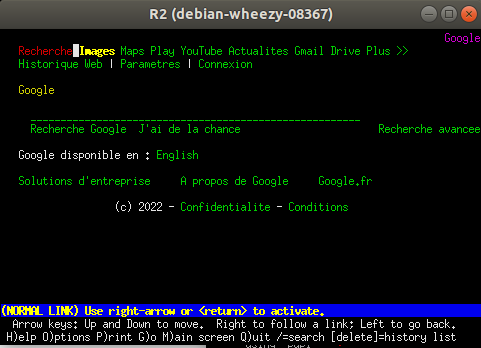 R2 (debian-wheezy-08367)
Google
Recherche Images Maps Play YouTube Actualites Gmail Drive Plus >>
Historique Web | Parametres | Connexion
Google
Recherche Google J'ai de la chance Recherche avancee
Google disponible en : English
Solutions d'entreprise A propos de Google Google.fr
(c) 2022 - Confidentialite - Conditions
(NORMAL LINK) Use right-arrow or <return> to activate.
Arrow keys: Up and Down to move. Right to follow a link; Left to go back.
H)elp O)ptions P)rint G)o M)ain screen Q)uit /=search [delete]=history list